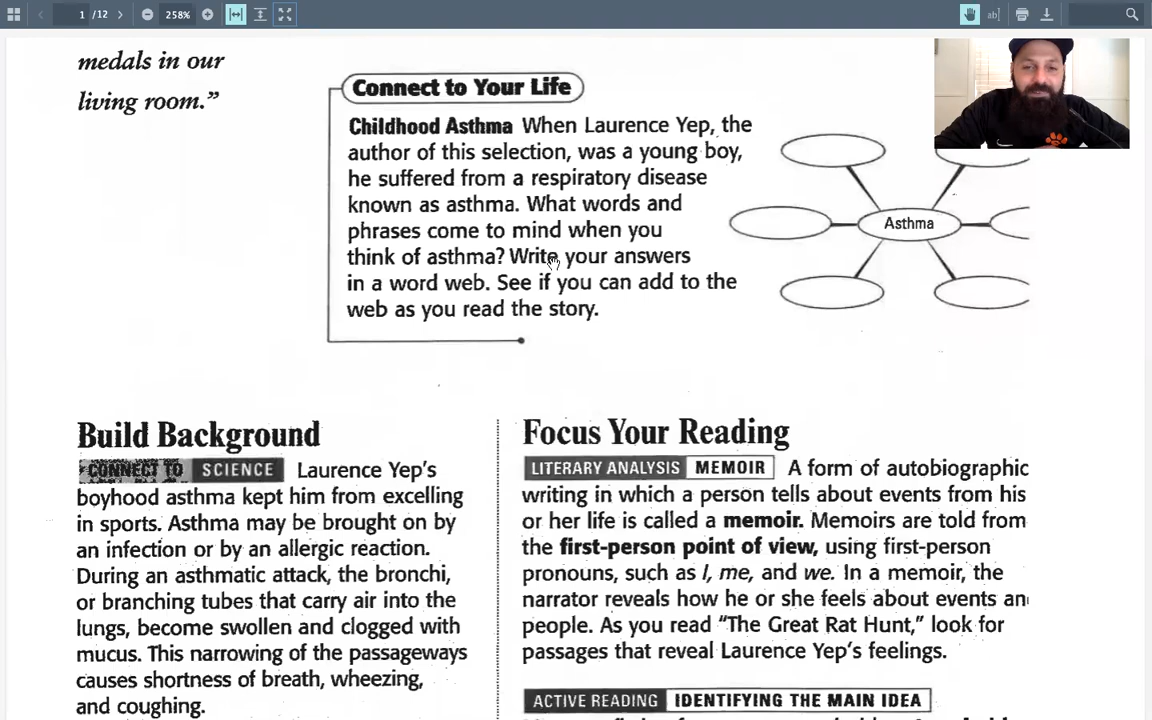 1 / 12
258%
ab|
medals in our
living room.”
Connect to Your Life
Childhood Asthma When Laurence Yep, the
author of this selection, was a young boy,
he suffered from a respiratory disease
known as asthma. What words and
phrases come to mind when you
think of asthma? Write your answers
in a word web. See if you can add to the
web as you read the story.
Asthma
Build Background
CONNECT TO SCIENCE Laurence Yep’s
boyhood asthma kept him from excelling
in sports. Asthma may be brought on by
an infection or by an allergic reaction.
During an asthmatic attack, the bronchi,
or branching tubes that carry air into the
lungs, become swollen and clogged with
mucus. This narrowing of the passageways
causes shortness of breath, wheezing,
and coughing.
Focus Your Reading
LITERARY ANALYSIS MEMOIR A form of autobiographic
writing in which a person tells about events from his
or her life is called a memoir. Memoirs are told from
the first-person point of view, using first-person
pronouns, such as I, me, and we. In a memoir, the
narrator reveals how he or she feels about events an
people. As you read “The Great Rat Hunt,” look for
passages that reveal Laurence Yep’s feelings.
ACTIVE READING IDENTIFYING THE MAIN IDEA